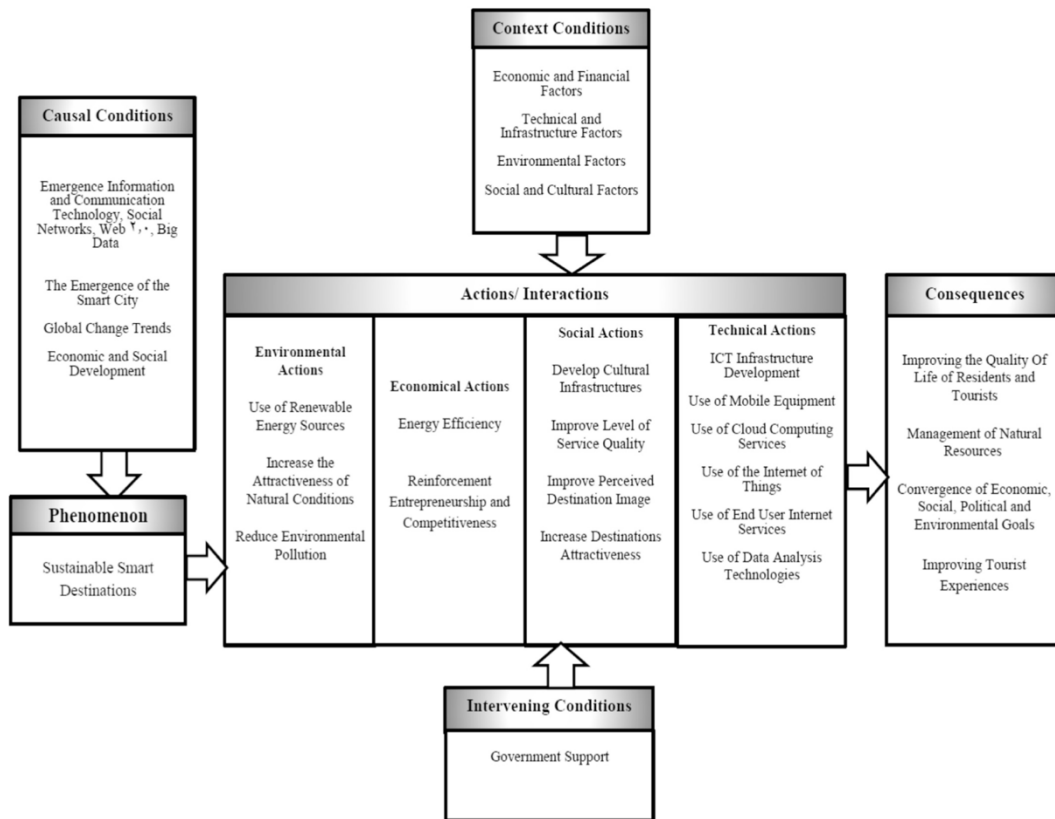 Context Conditions
Economic and Financial
Factors
Technical and
Infrastructure Factors
Environmental Factors
Social and Cultural Factors
Causal Conditions
Emergence Information
and Communication
Technology, Social
Networks, Web ۲,۰, Big
Data
The Emergence of the
Smart City
Global Change Trends
Economic and Social
Development
Phenomenon
Sustainable Smart
Destinations
Actions/ Interactions
Environmental
Actions
Use of Renewable
Energy Sources
Increase the
Attractiveness of
Natural Conditions
Reduce Environmental
Pollution
Economical Actions
Energy Efficiency
Reinforcement
Entrepreneurship and
Competitiveness
Social Actions
Develop Cultural
Infrastructures
Improve Level of
Service Quality
Improve Perceived
Destination Image
Increase Destinations
Attractiveness
Technical Actions
ICT Infrastructure
Development
Use of Mobile Equipment
Use of Cloud Computing
Services
Use of the Internet of
Things
Use of End User Internet
Services
Use of Data Analysis
Technologies
Consequences
Improving the Quality Of
Life of Residents and
Tourists
Management of Natural
Resources
Convergence of Economic,
Social, Political and
Environmental Goals
Improving Tourist
Experiences
Intervening Conditions
Government Support